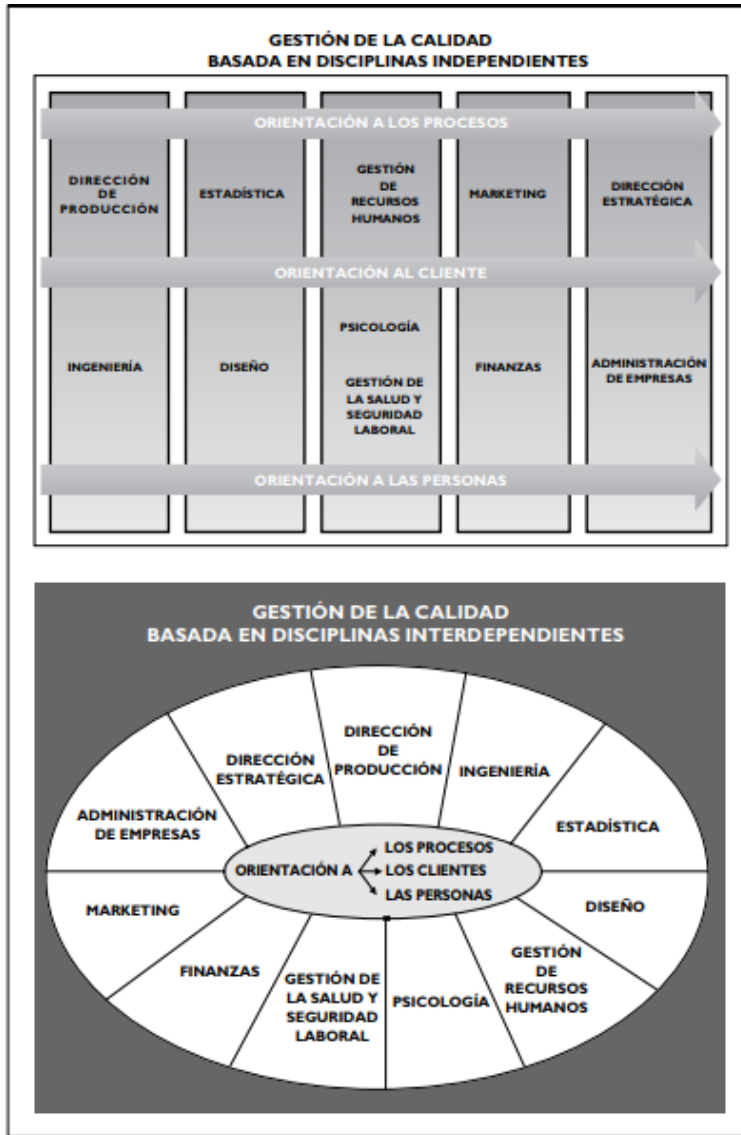 GESTIÓN DE LA CALIDAD
BASADA EN DISCIPLINAS INDEPENDIENTES
ORIENTACIÓN A LOS PROCESOS
DIRECCIÓN
DE
PRODUCCIÓN
ESTADÍSTICA
GESTIÓN
DE
RECURSOS
HUMANOS
MARKETING
DIRECCIÓN
ESTRATÉGICA
ORIENTACIÓN AL CLIENTE
INGENIERÍA
DISEÑO
PSICOLOGÍA
GESTIÓN DE
LA SALUD Y
SEGURIDAD
LABORAL
FINANZAS
ADMINISTRACIÓN
DE EMPRESAS
ORIENTACIÓN A LAS PERSONAS
GESTIÓN DE LA CALIDAD
BASADA EN DISCIPLINAS INTERDEPENDIENTES
ADMINISTRACIÓN
DE EMPRESAS
DIRECCIÓN
ESTRATÉGICA
DIRECCIÓN
DE
PRODUCCIÓN
INGENIERÍA
ESTADÍSTICA
ORIENTACIÓN A
LOS PROCESOS
LOS CLIENTES
LAS PERSONAS
MARKETING
FINANZAS
GESTIÓN DE
LA SALUD Y
SEGURIDAD
LABORAL
PSICOLOGÍA
GESTIÓN
DE
RECURSOS
HUMANOS
DISEÑO